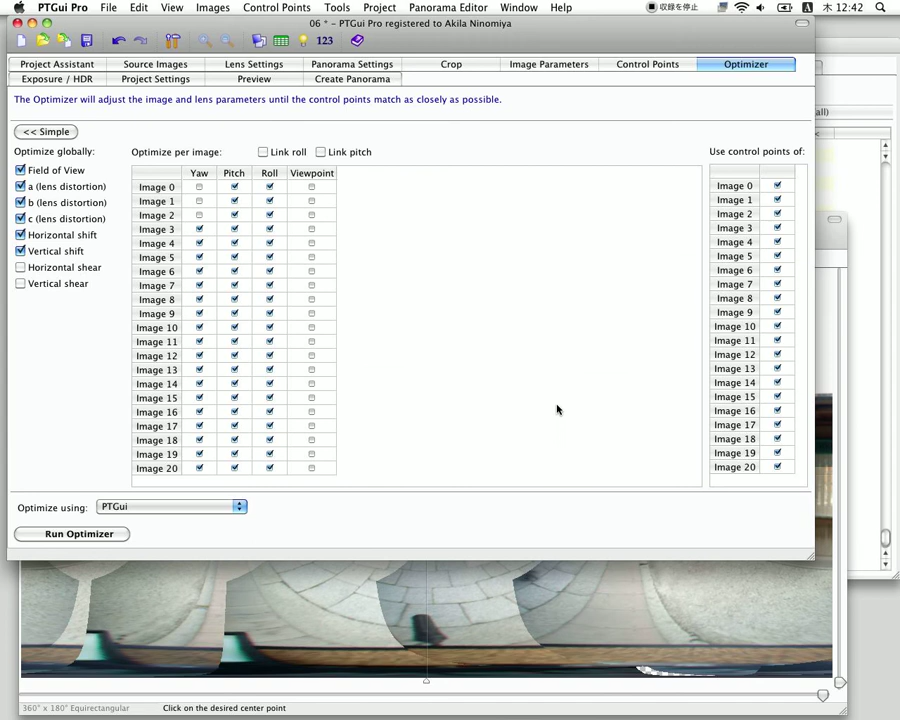 PTGui Pro File Edit View Images Control Points Tools Project Panorama Editor Window Help 収録を停止 A 木 12:42
06 * - PTGui Pro registered to Akila Ninomiya
123
Project Assistant Source Images Lens Settings Panorama Settings Crop Image Parameters Control Points Optimizer
Exposure / HDR Project Settings Preview Create Panorama
The Optimizer will adjust the image and lens parameters until the control points match as closely as possible.
all)
<< Simple
Optimize globally: Optimize per image: Link roll Link pitch Use control points of:
Field of View
a (lens distortion)
b (lens distortion)
c (lens distortion)
Horizontal shift
Vertical shift
Horizontal shear
Vertical shear
Yaw Pitch Roll Viewpoint
Image 0
Image 1
Image 2
Image 3
Image 4
Image 5
Image 6
Image 7
Image 8
Image 9
Image 10
Image 11
Image 12
Image 13
Image 14
Image 15
Image 16
Image 17
Image 18
Image 19
Image 20
Image 0
Image 1
Image 2
Image 3
Image 4
Image 5
Image 6
Image 7
Image 8
Image 9
Image 10
Image 11
Image 12
Image 13
Image 14
Image 15
Image 16
Image 17
Image 18
Image 19
Image 20
Optimize using: PTGui
Run Optimizer
360° x 180° Equirectangular Click on the desired center point